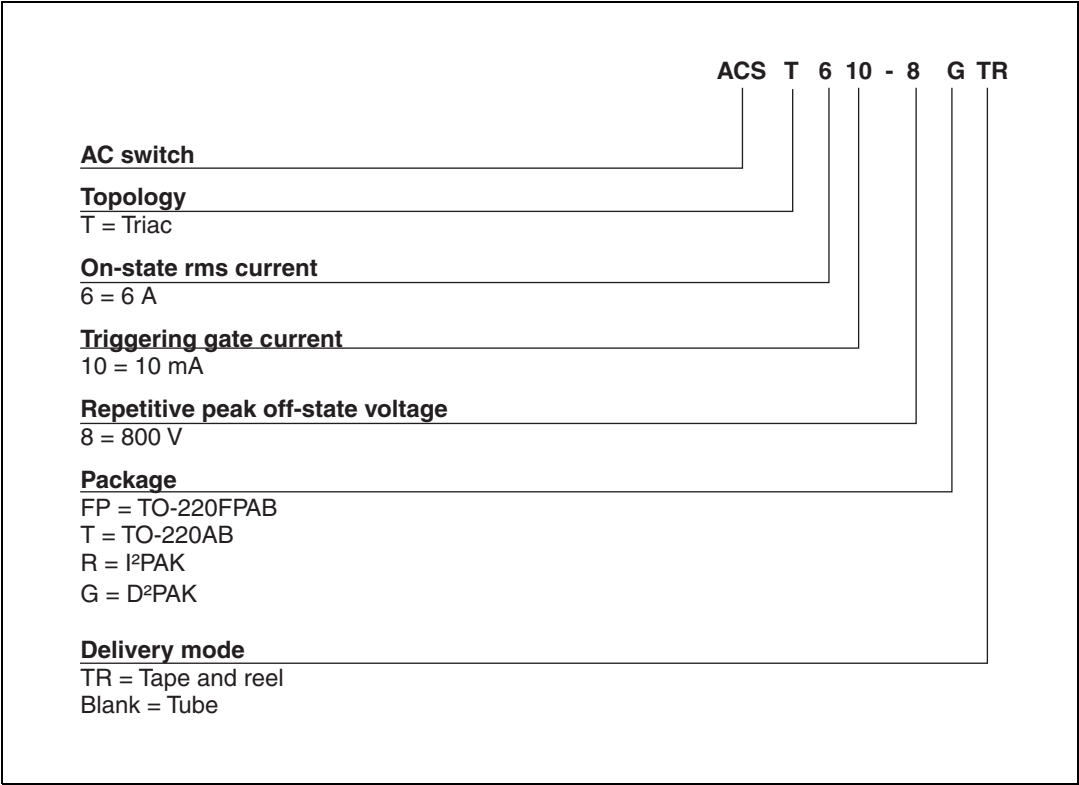 ACS T 6 10 - 8 G TR
AC switch
Topology
T = Triac
On-state rms current
6 = 6 A
Triggering gate current
10 = 10 mA
Repetitive peak off-state voltage
8 = 800 V
Package
FP = TO-220FPAB
T = TO-220AB
R = I²PAK
G = D²PAK
Delivery mode
TR = Tape and reel
Blank = Tube